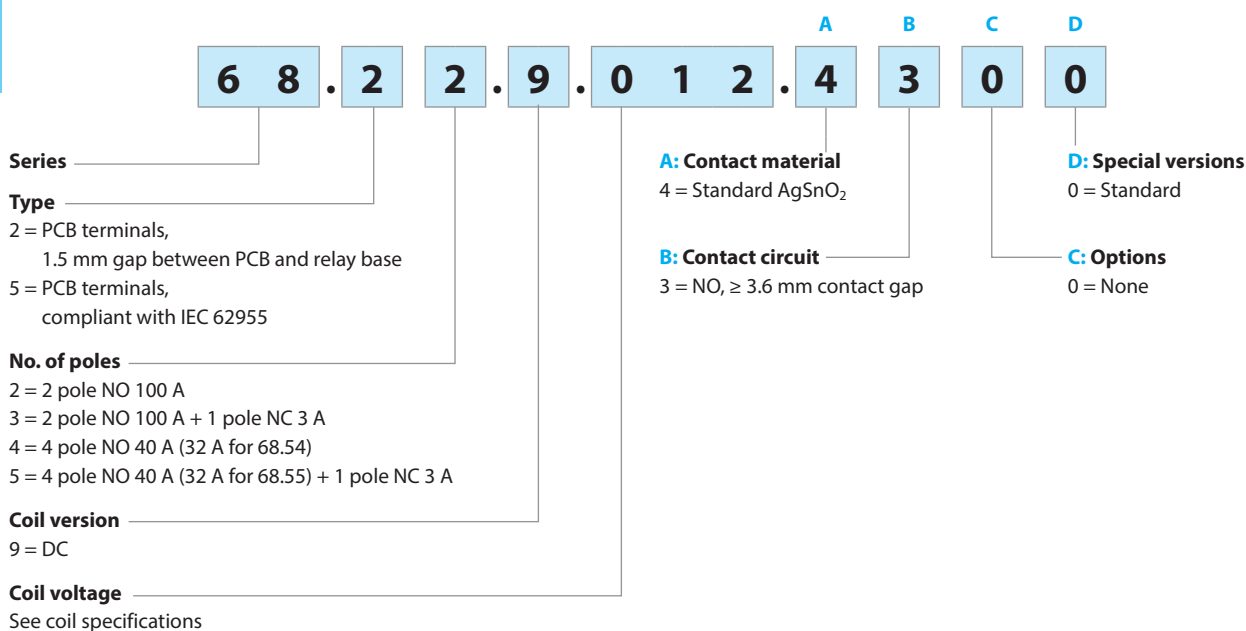 A B C D
6 8 . 2 2 . 9 . 0 1 2 . 4 3 0 0
Series
Type
2 = PCB terminals,
1.5 mm gap between PCB and relay base
5 = PCB terminals,
compliant with IEC 62955
No. of poles
2 = 2 pole NO 100 A
3 = 2 pole NO 100 A + 1 pole NC 3 A
4 = 4 pole NO 40 A (32 A for 68.54)
5 = 4 pole NO 40 A (32 A for 68.55) + 1 pole NC 3 A
Coil version
9 = DC
Coil voltage
See coil specifications
A: Contact material
4 = Standard AgSnO₂
B: Contact circuit
3 = NO, ≥ 3.6 mm contact gap
D: Special versions
0 = Standard
C: Options
0 = None